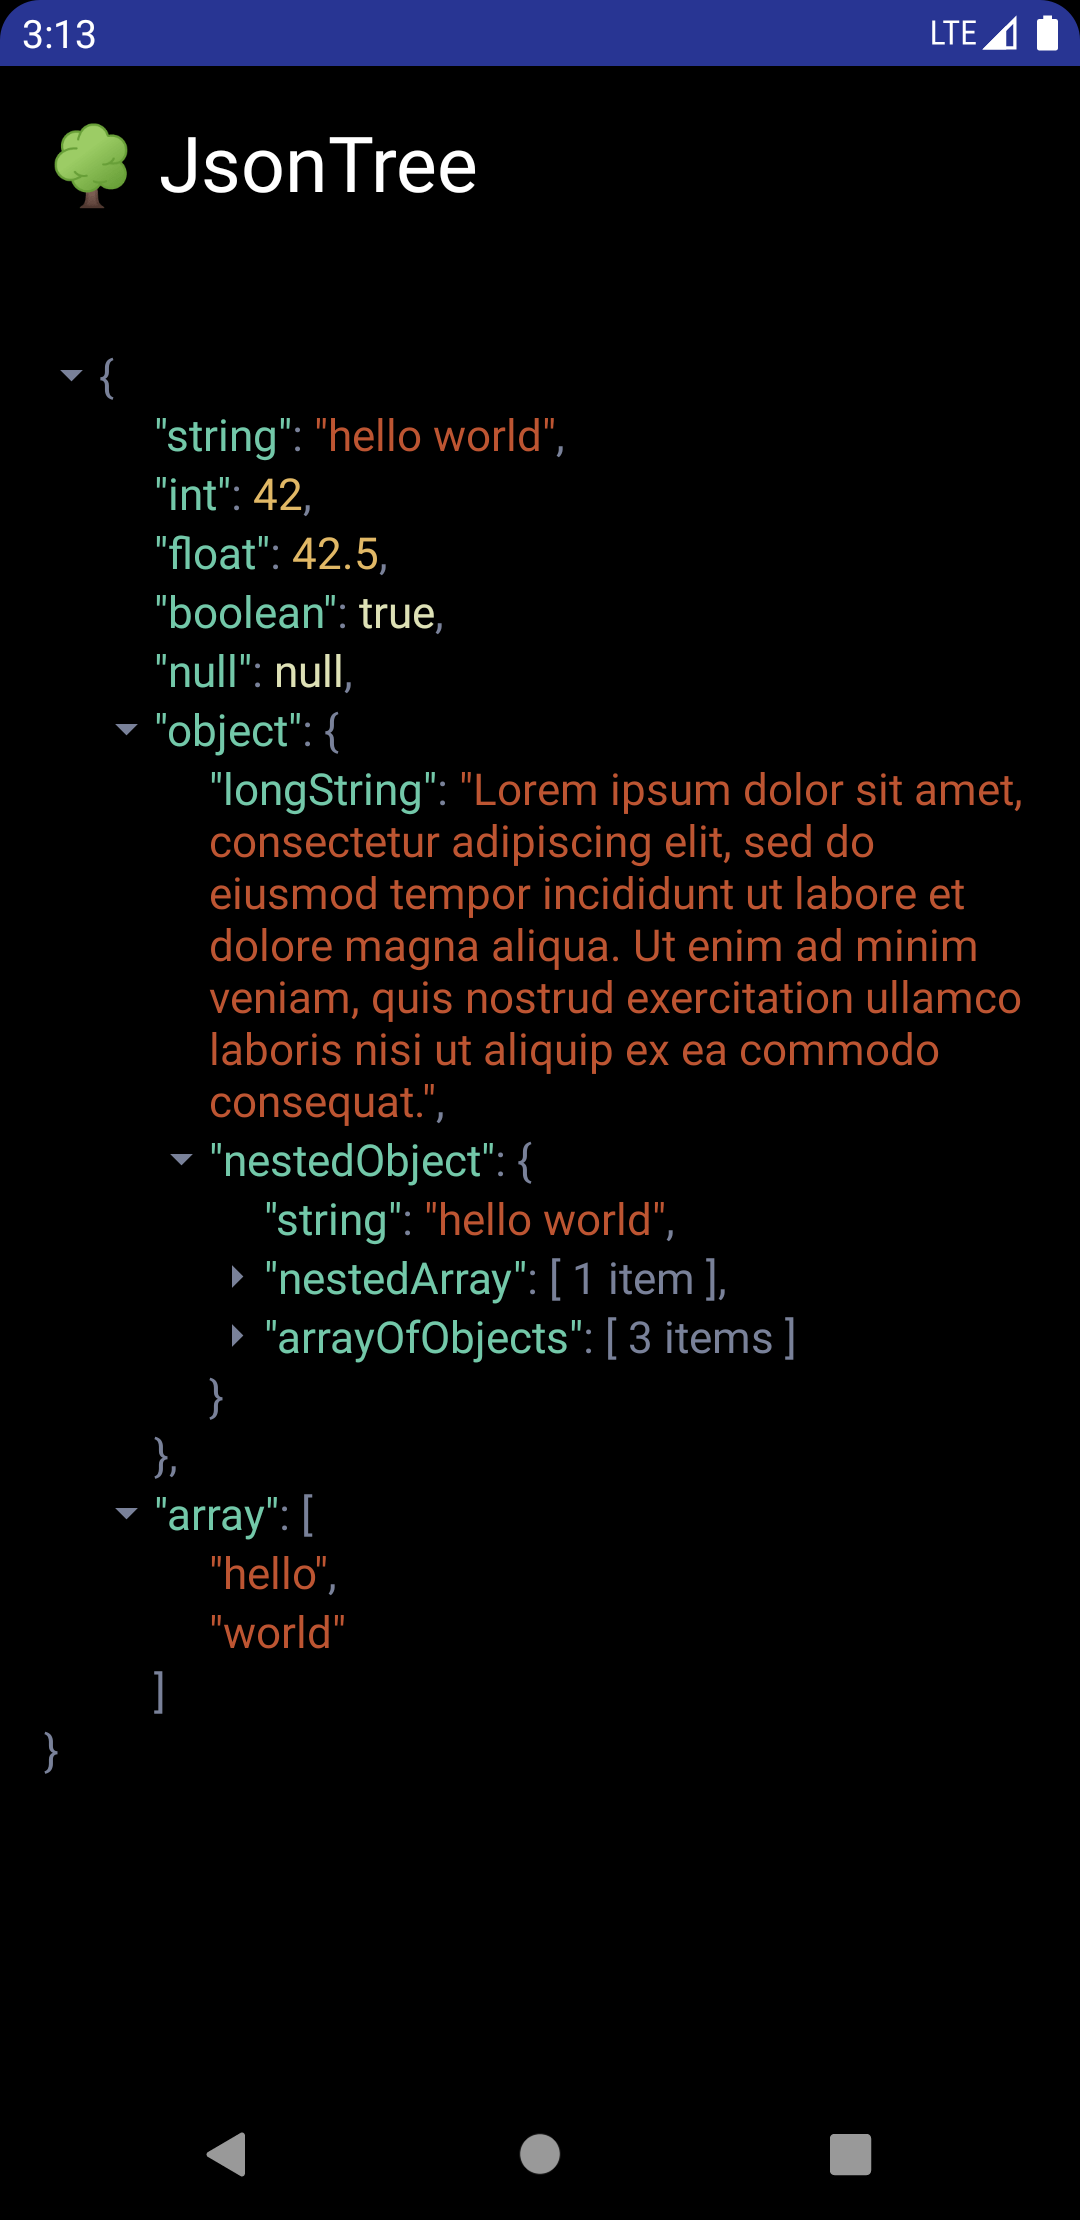 3:13 LTE
JsonTree
{
"string": "hello world",
"int": 42,
"float": 42.5,
"boolean": true,
"null": null,
"object": {
"longString": "Lorem ipsum dolor sit amet,
consectetur adipiscing elit, sed do
eiusmod tempor incididunt ut labore et
dolore magna aliqua. Ut enim ad minim
veniam, quis nostrud exercitation ullamco
laboris nisi ut aliquip ex ea commodo
consequat.",
"nestedObject": {
"string": "hello world",
"nestedArray": [ 1 item ],
"arrayOfObjects": [ 3 items ]
}
},
"array": [
"hello",
"world"
]
}